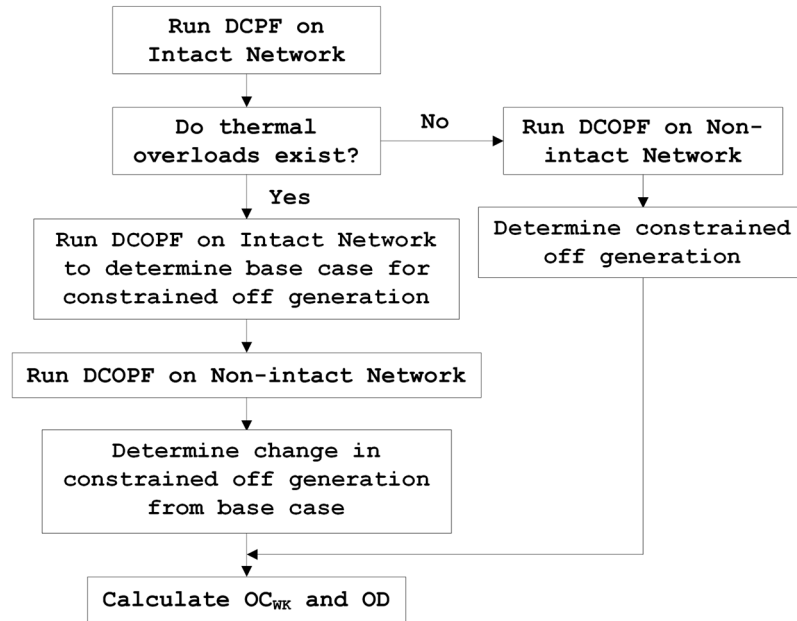 Run DCPF on
Intact Network
Do thermal
overloads exist?
No
Run DCOPF on Non-
intact Network
Yes
Determine constrained
off generation
Run DCOPF on Intact Network
to determine base case for
constrained off generation
Run DCOPF on Non-intact Network
Determine change in
constrained off generation
from base case
Calculate OCWK and OD